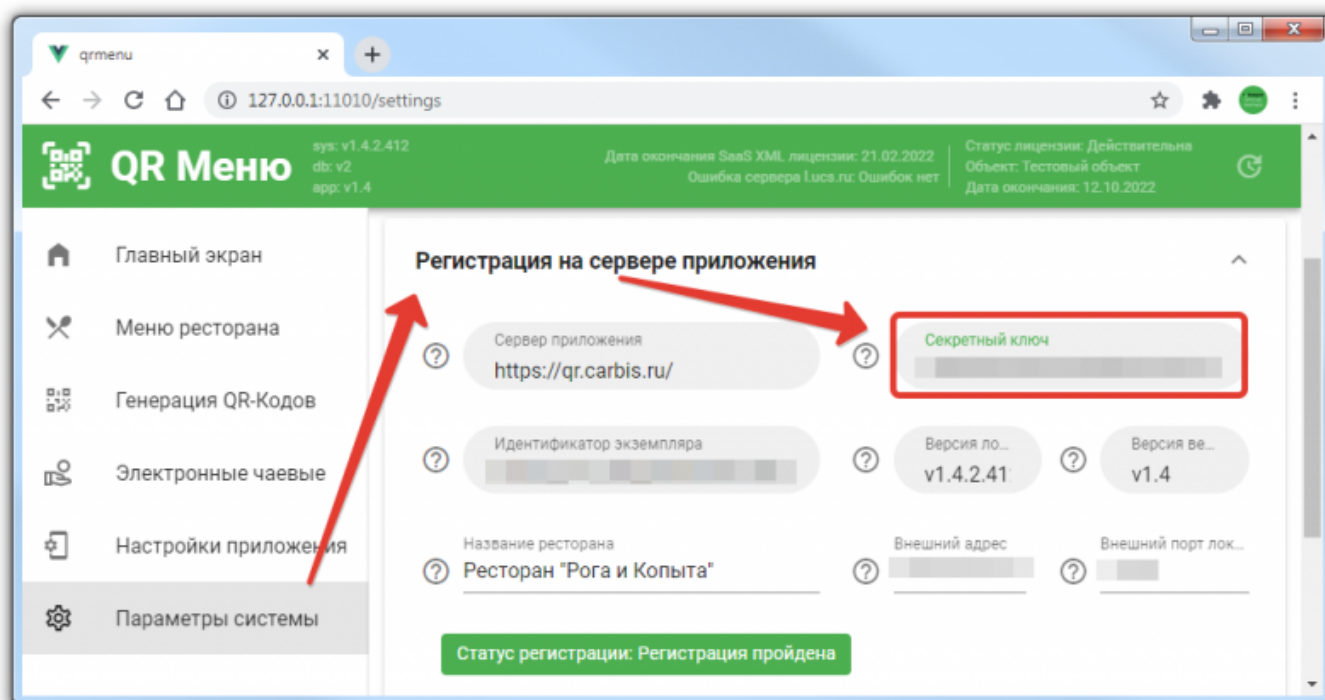 qrmenu
127.0.0.1:11010/settings
QR Меню
sys: v1.4.2.412
db: v2
app: v1.4
Дата окончания SaaS XML лицензии: 21.02.2022
Ошибка сервера l.ucs.ru: Ошибок нет
Статус лицензии: Действительна
Объект: Тестовый объект
Дата окончания: 12.10.2022
Главный экран
Меню ресторана
Генерация QR-Кодов
Электронные чаевые
Настройки приложения
Параметры системы
Регистрация на сервере приложения
Сервер приложения
https://qr.carbis.ru/
Секретный ключ
Идентификатор экземпляра
Версия ло...
v1.4.2.41
Версия ве...
v1.4
Название ресторана
Ресторан "Рога и Копыта"
Внешний адрес
Внешний порт лок...
Статус регистрации: Регистрация пройдена